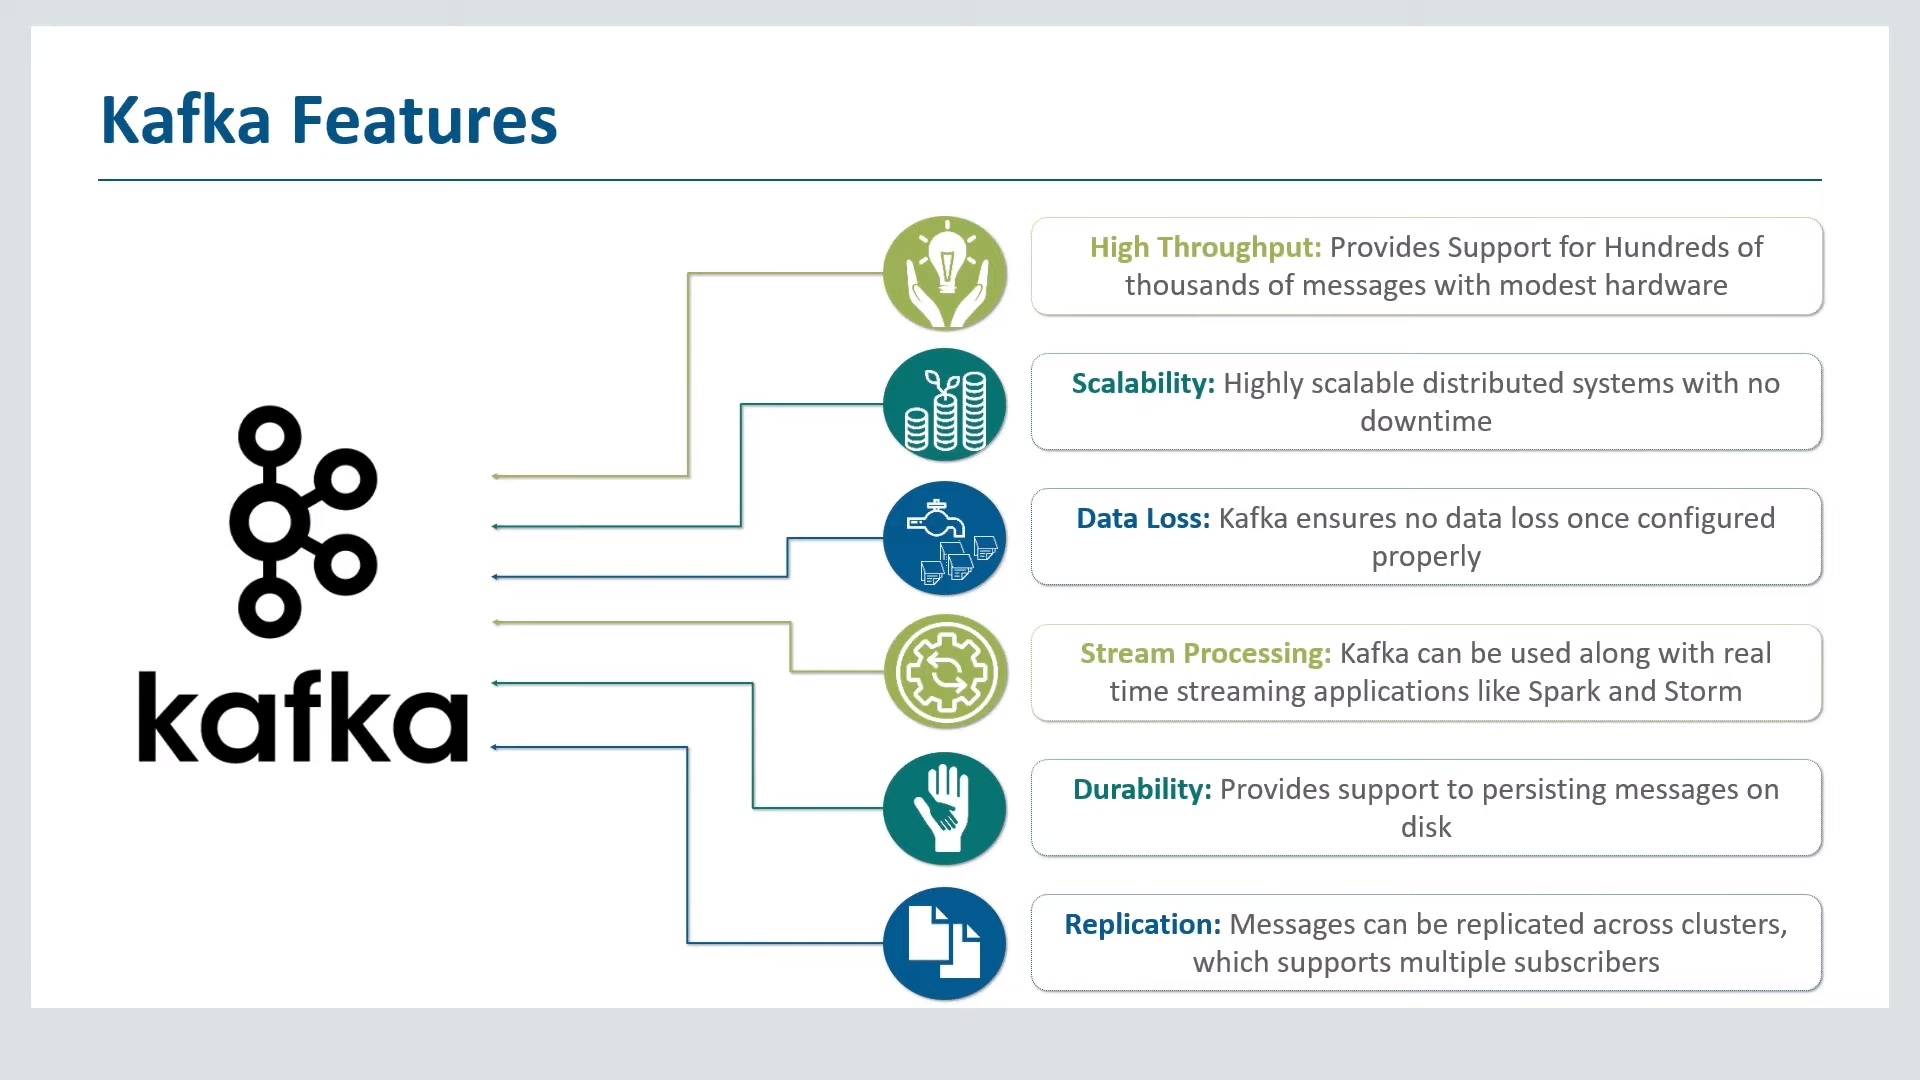 Kafka Features
High Throughput: Provides Support for Hundreds of
thousands of messages with modest hardware
Scalability: Highly scalable distributed systems with no
downtime
Data Loss: Kafka ensures no data loss once configured
properly
Stream Processing: Kafka can be used along with real
time streaming applications like Spark and Storm
Durability: Provides support to persisting messages on
disk
Replication: Messages can be replicated across clusters,
which supports multiple subscribers
kafka